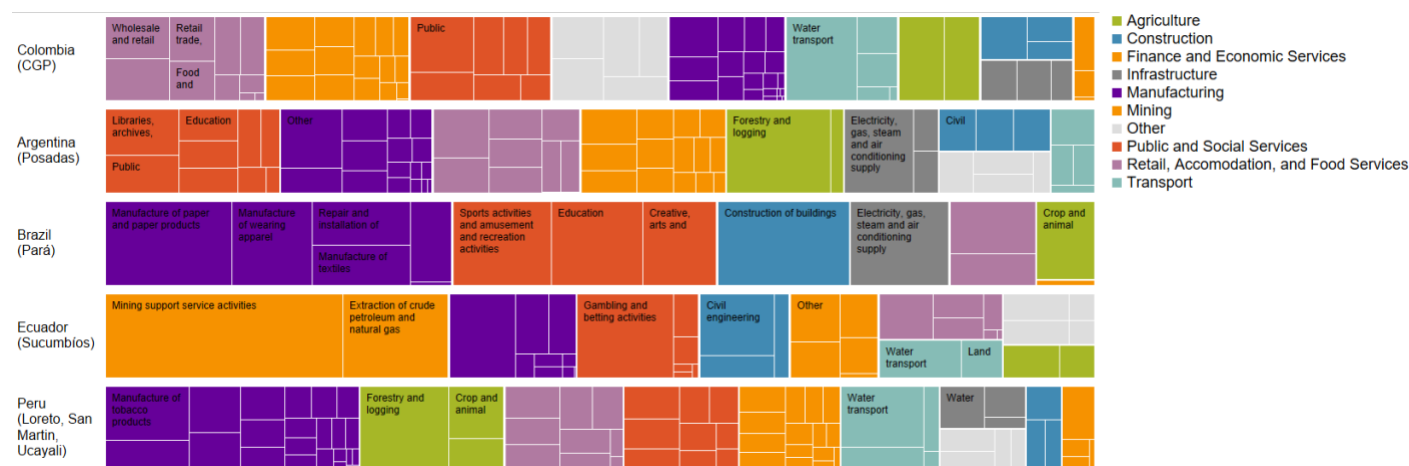 Colombia
(CGP)
Wholesale
and retail
Retail
trade,
Food
and
Public
Water
transport
Argentina
(Posadas)
Libraries,
archives,
Public
Education
Other
Forestry and
logging
Electricity,
gas, steam
and air
conditioning
supply
Civil
Brazil
(Pará)
Manufacture of paper
and paper products
Manufacture
of wearing
apparel
Repair and
installation of
Manufacture of
textiles
Sports activities
and amusement
and recreation
activities
Education
Creative,
arts and
Construction of buildings
Electricity, gas,
steam and air
conditioning
supply
Crop and
animal
Ecuador
(Sucumbíos)
Mining support service activities
Extraction of crude
petroleum and
natural gas
Gambling and
betting activities
Civil
engineering
Other
Water
transport
Land
Peru
(Loreto, San
Martin,
Ucayali)
Manufacture of
tobacco
products
Forestry and
logging
Crop and
animal
Water
transport
Water
Agriculture
Construction
Finance and Economic Services
Infrastructure
Manufacturing
Mining
Other
Public and Social Services
Retail, Accomodation, and Food Services
Transport